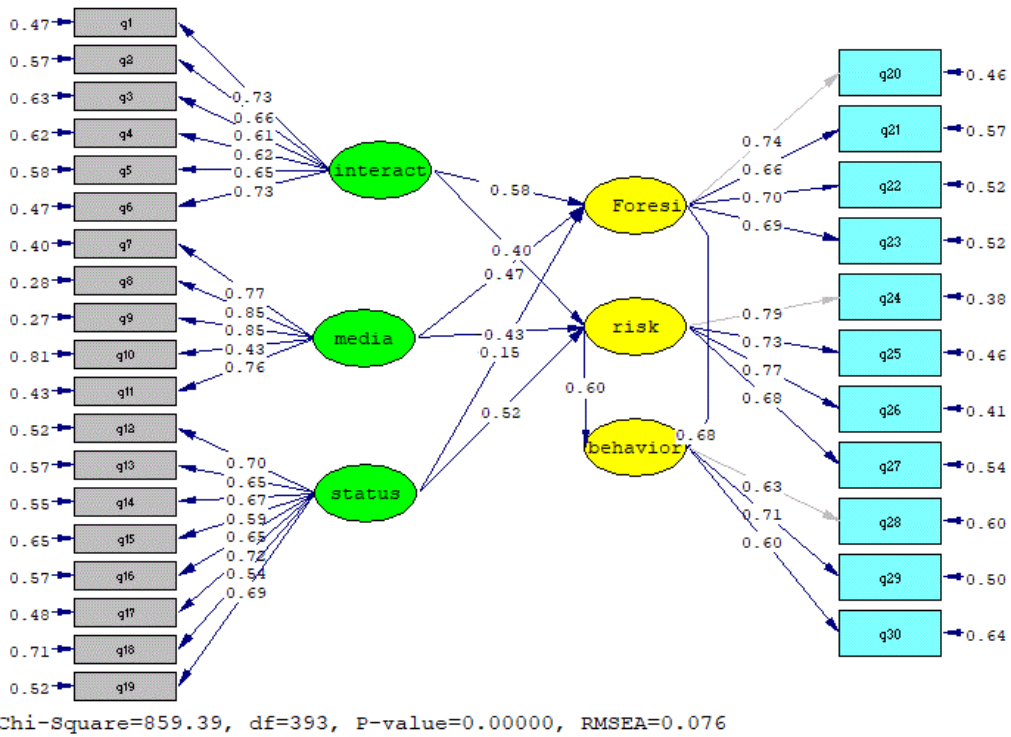 0.47 q1
0.57 q2
0.63 q3
0.62 q4
0.58 q5
0.47 q6
0.40 q7
0.28 q8
0.27 q9
0.81 q10
0.43 q11
0.52 q12
0.57 q13
0.55 q14
0.65 q15
0.57 q16
0.48 q17
0.71 q18
0.52 q19
0.73
0.66
0.61
0.62
0.65
0.73
0.77
0.85
0.85
0.43
0.76
0.70
0.65
0.67
0.59
0.65
0.72
0.54
0.69
interact
media
status
0.58
0.40
0.47
0.43
0.15
0.52
Foresi
risk
0.60
behavior
0.68
0.74
0.66
0.70
0.69
0.79
0.73
0.77
0.68
0.63
0.71
0.60
q20 0.46
q21 0.57
q22 0.52
q23 0.52
q24 0.38
q25 0.46
q26 0.41
q27 0.54
q28 0.60
q29 0.50
q30 0.64
Chi-Square=859.39, df=393, P-value=0.00000, RMSEA=0.076